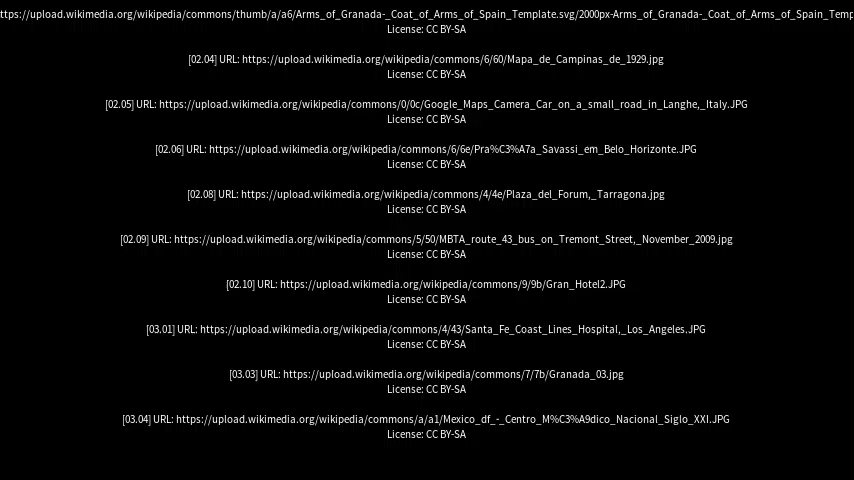 ttps://upload.wikimedia.org/wikipedia/commons/thumb/a/a6/Arms_of_Granada-_Coat_of_Arms_of_Spain_Template.svg/2000px-Arms_of_Granada-_Coat_of_Arms_of_Spain_Temp
License: CC BY-SA
[02.04] URL: https://upload.wikimedia.org/wikipedia/commons/6/60/Mapa_de_Campinas_de_1929.jpg
License: CC BY-SA
[02.05] URL: https://upload.wikimedia.org/wikipedia/commons/0/0c/Google_Maps_Camera_Car_on_a_small_road_in_Langhe,_Italy.JPG
License: CC BY-SA
[02.06] URL: https://upload.wikimedia.org/wikipedia/commons/6/6e/Pra%C3%A7a_Savassi_em_Belo_Horizonte.JPG
License: CC BY-SA
[02.08] URL: https://upload.wikimedia.org/wikipedia/commons/4/4e/Plaza_del_Forum,_Tarragona.jpg
License: CC BY-SA
[02.09] URL: https://upload.wikimedia.org/wikipedia/commons/5/50/MBTA_route_43_bus_on_Tremont_Street,_November_2009.jpg
License: CC BY-SA
[02.10] URL: https://upload.wikimedia.org/wikipedia/commons/9/9b/Gran_Hotel2.JPG
License: CC BY-SA
[03.01] URL: https://upload.wikimedia.org/wikipedia/commons/4/43/Santa_Fe_Coast_Lines_Hospital,_Los_Angeles.JPG
License: CC BY-SA
[03.03] URL: https://upload.wikimedia.org/wikipedia/commons/7/7b/Granada_03.jpg
License: CC BY-SA
[03.04] URL: https://upload.wikimedia.org/wikipedia/commons/a/a1/Mexico_df_-_Centro_M%C3%A9dico_Nacional_Siglo_XXI.JPG
License: CC BY-SA